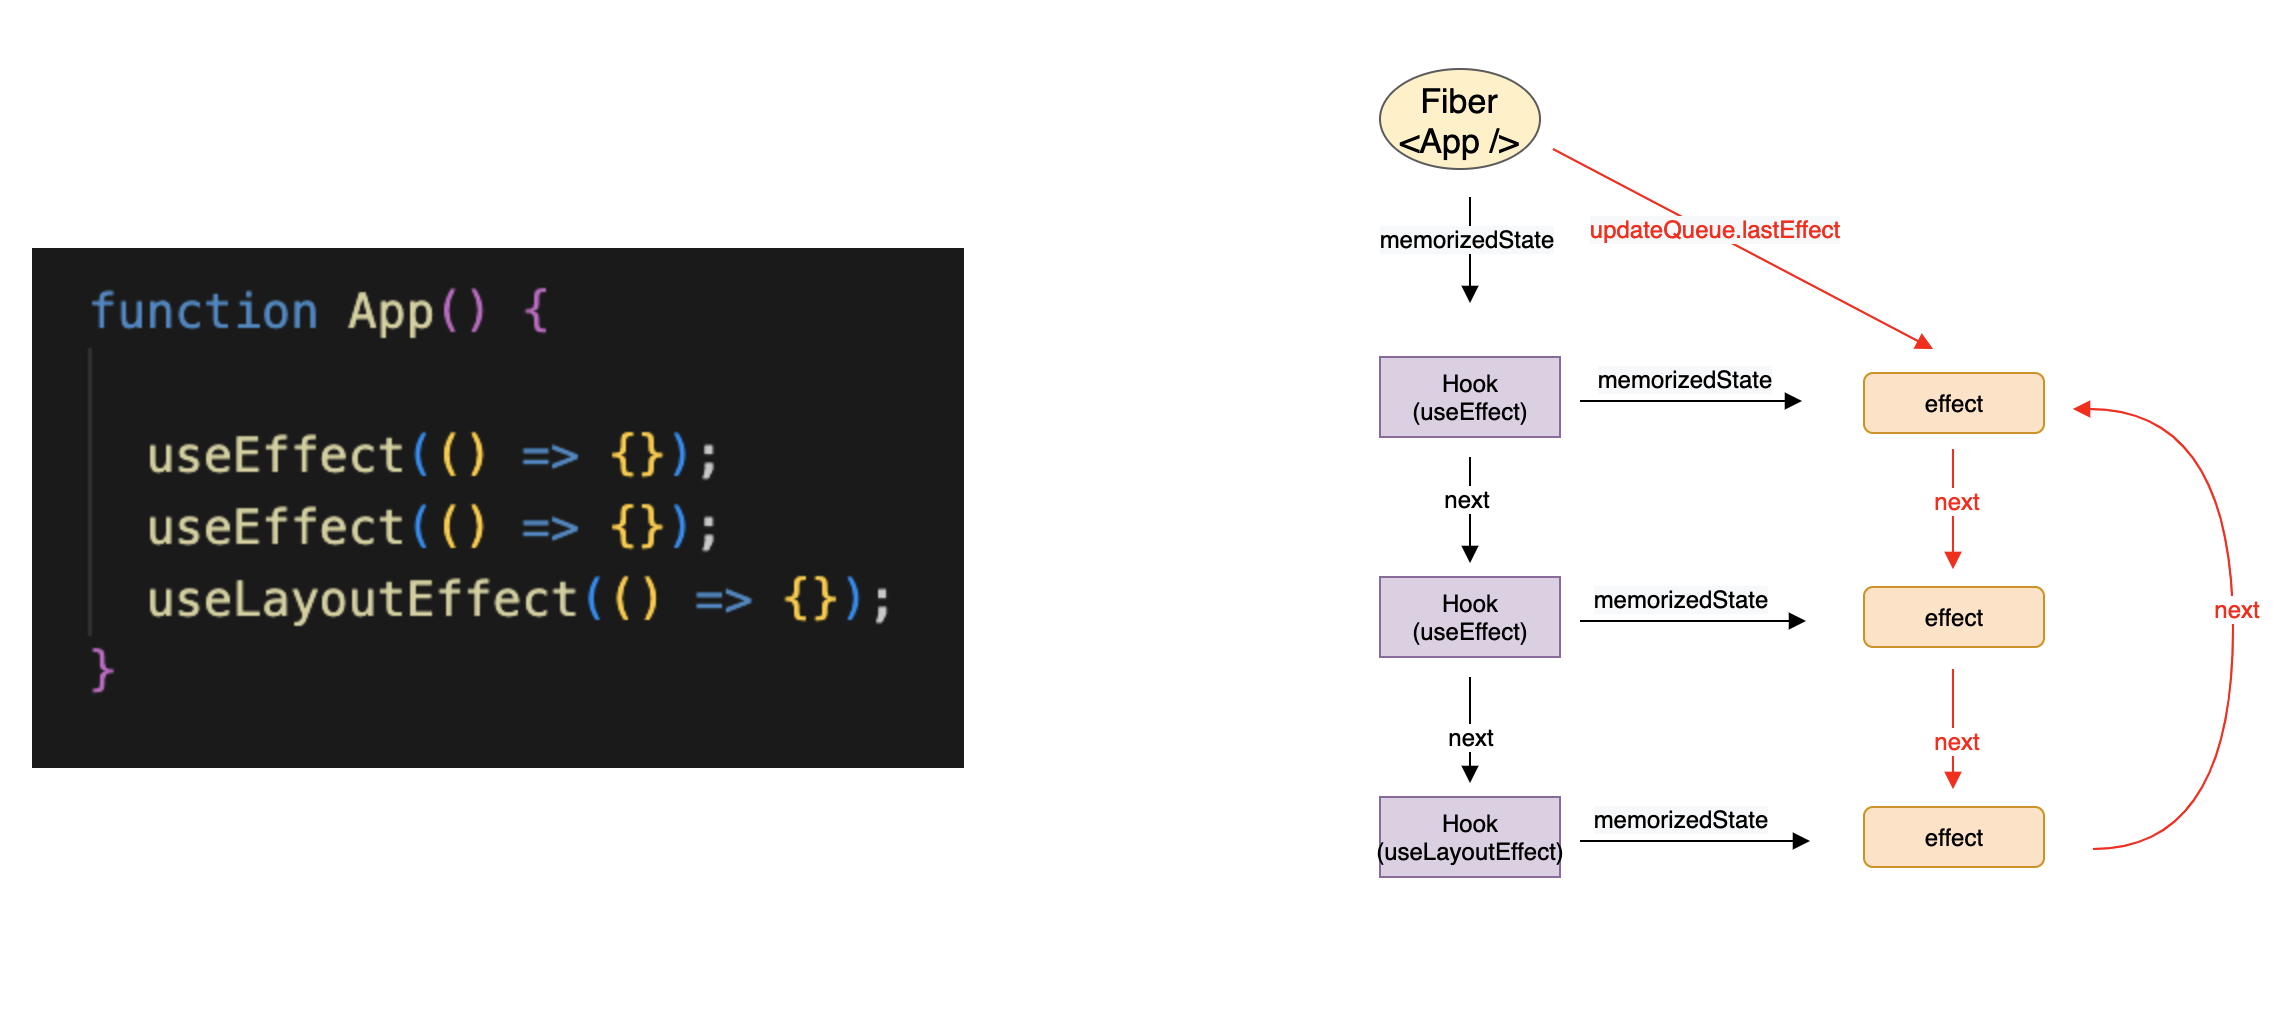 function App() {
useEffect(() => {});
useEffect(() => {});
useLayoutEffect(() => {});
}
Fiber
<App />
memorizedState
updateQueue.lastEffect
Hook
(useEffect)
memorizedState
effect
next
next
Hook
(useEffect)
memorizedState
effect
next
next
next
Hook
(useLayoutEffect)
memorizedState
effect